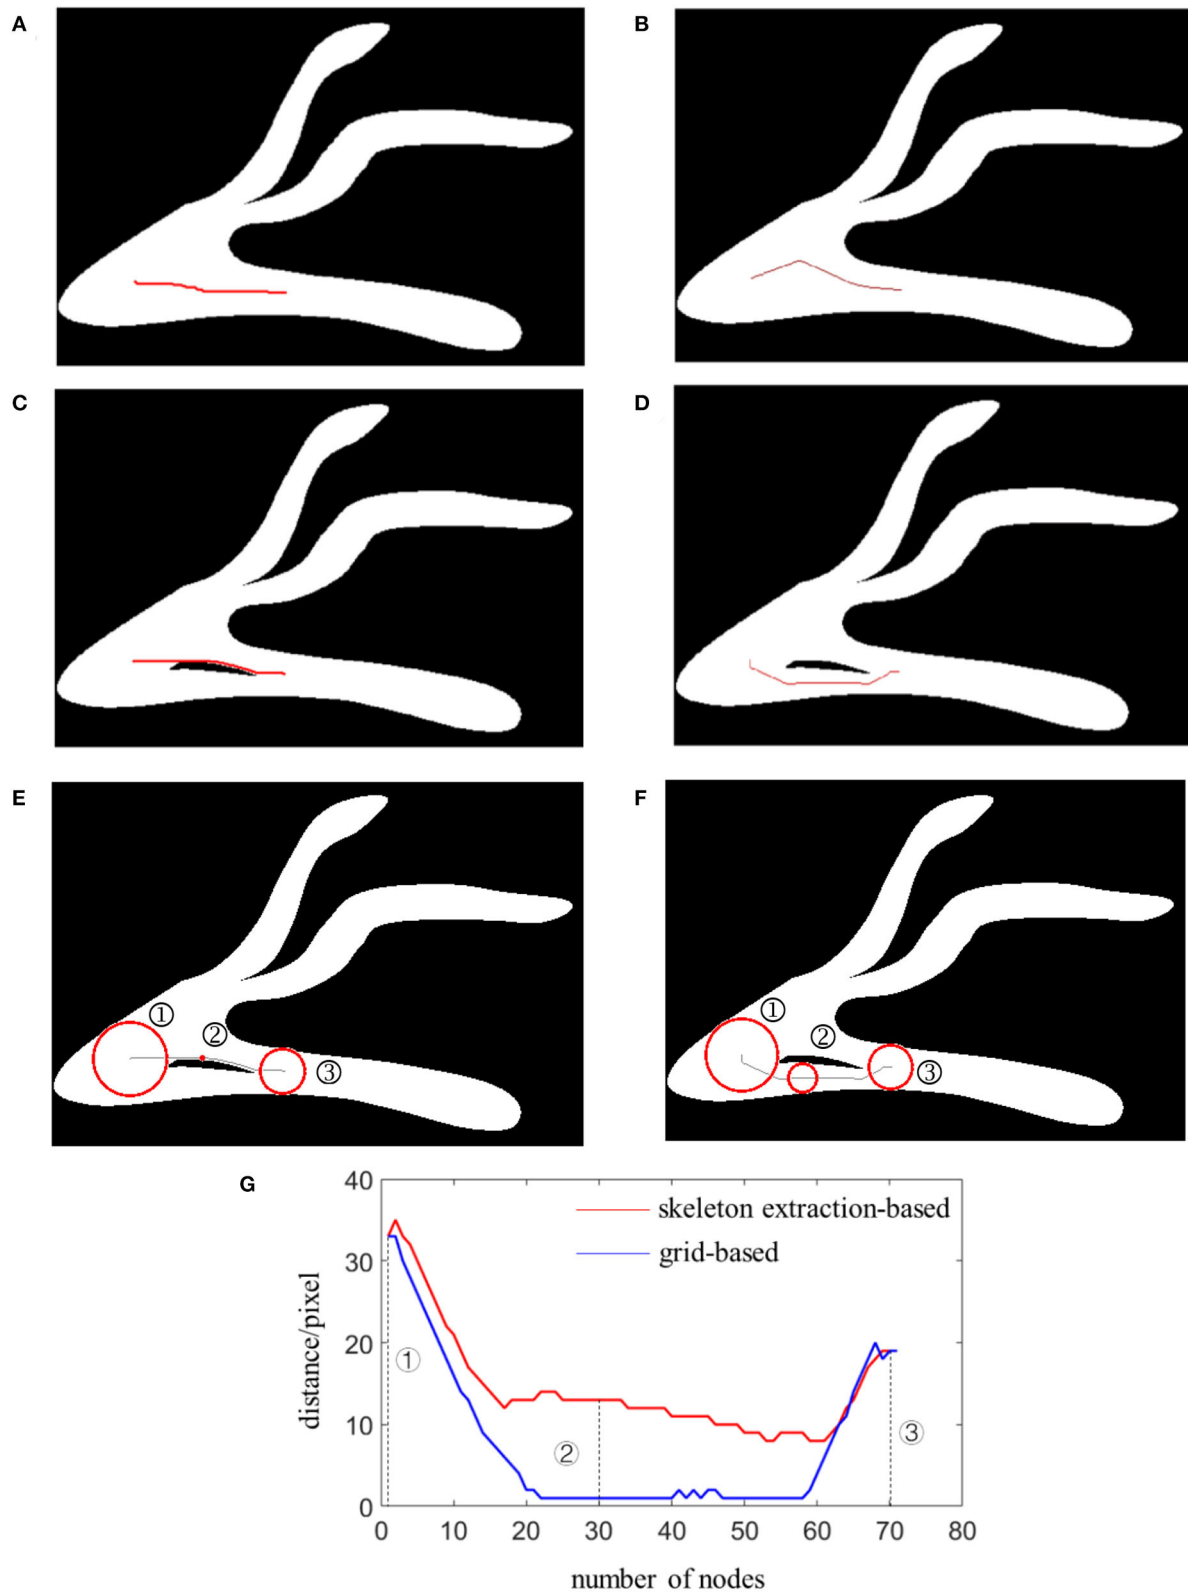 A
B
C
D
E
①
②
③
F
①
②
③
G
40
30
20
10
0
distance/pixel
skeleton extraction-based
grid-based
①
②
③
0 10 20 30 40 50 60 70 80
number of nodes